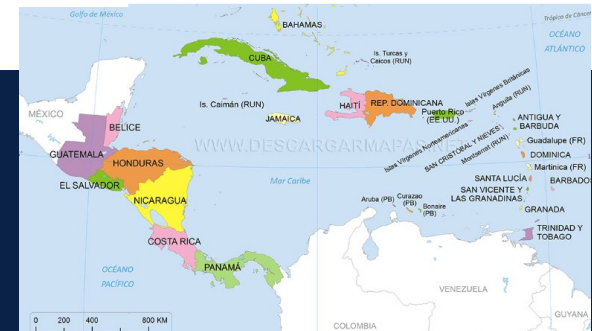 Golfo de México
Trópico de Cáncer
BAHAMAS
OCÉANO
ATLÁNTICO
Is. Turcas y
Caicos (RUN)
CUBA
Islas Vírgenes Británicas
Anguila (RUN)
Is. Caimán (RUN)
HAITÍ
REP. DOMINICANA
Puerto Rico
(EE UU.)
JAMAICA
MÉXICO
BELICE
ANTIGUA Y
BARBUDA
WWW.DESCARGARMAPAS.NET
Islas Vírgenes Norteamericanas
SAN CRISTÓBAL Y NIEVES
Montserrat (RUN)
Guadalupe (FR)
GUATEMALA
HONDURAS
DOMINICA
Martinica (FR)
EL SALVADOR
Mar Caribe
SANTA LUCÍA
BARBADOS
NICARAGUA
SAN VICENTE Y
LAS GRANADINAS
Aruba (PB)
Curazao
(PB)
Bonaire
(PB)
GRANADA
COSTA RICA
TRINIDAD Y
TOBAGO
OCÉANO
PACÍFICO
PANAMÁ
VENEZUELA
GUYANA
0 200 400 800 KM
COLOMBIA